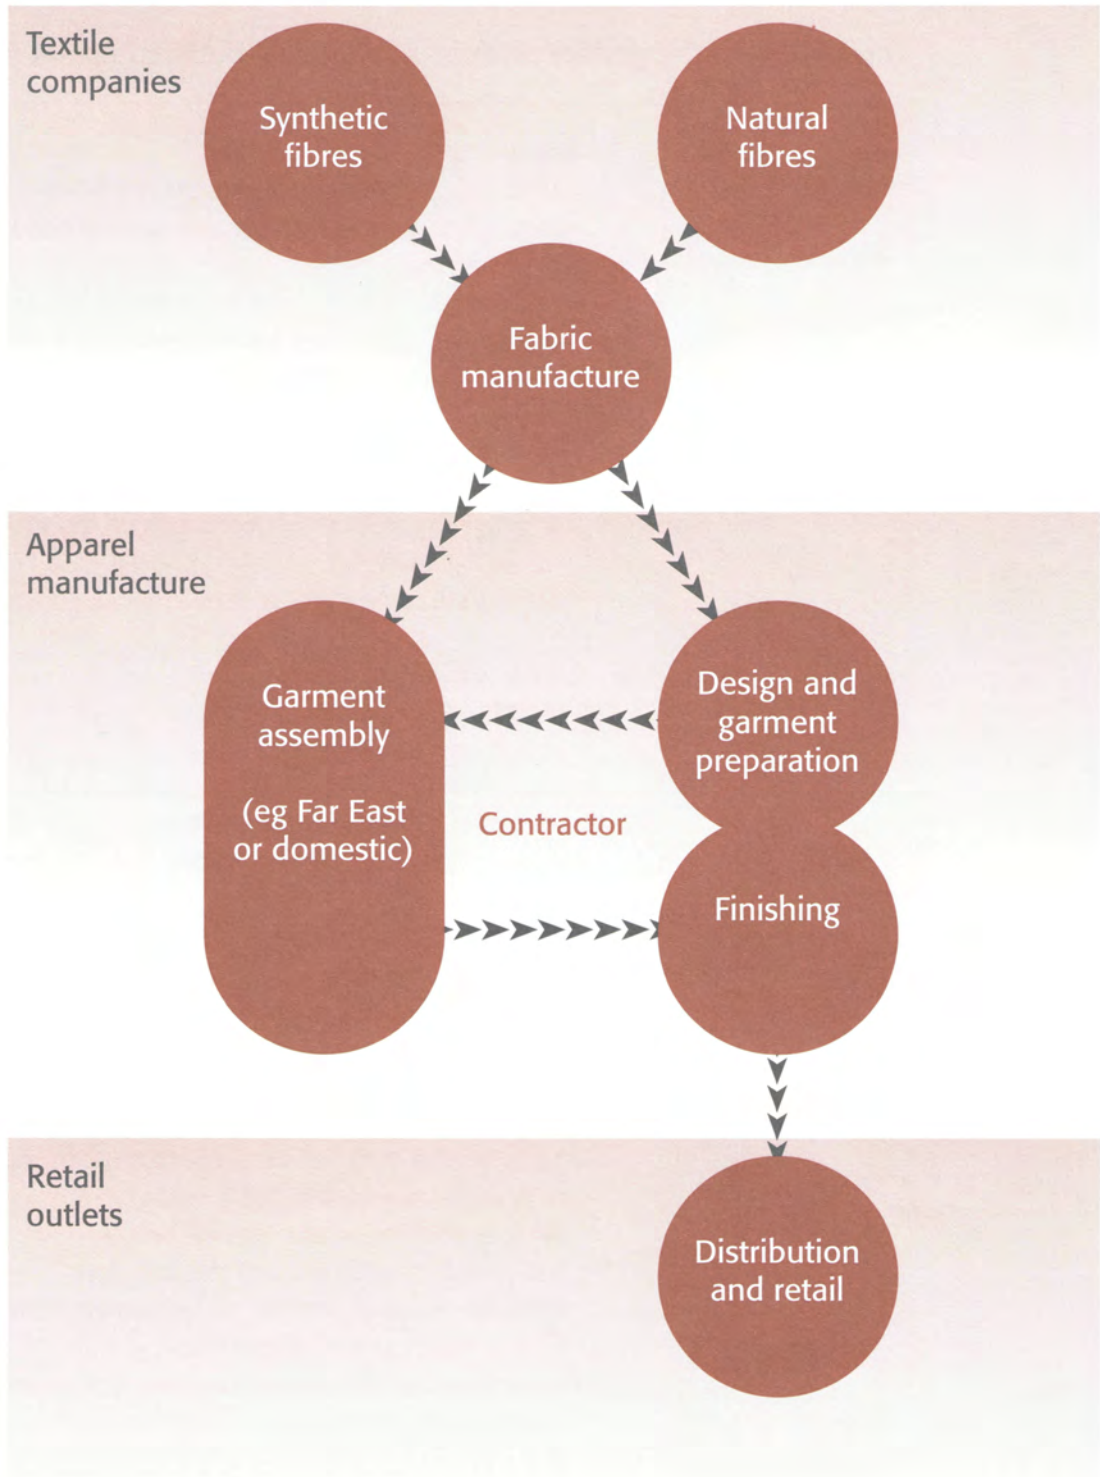 Textile
companies
Synthetic
fibres
Natural
fibres
Fabric
manufacture
Apparel
manufacture
Garment
assembly
(eg Far East
or domestic)
Design and
garment
preparation
Contractor
Finishing
Retail
outlets
Distribution
and retail